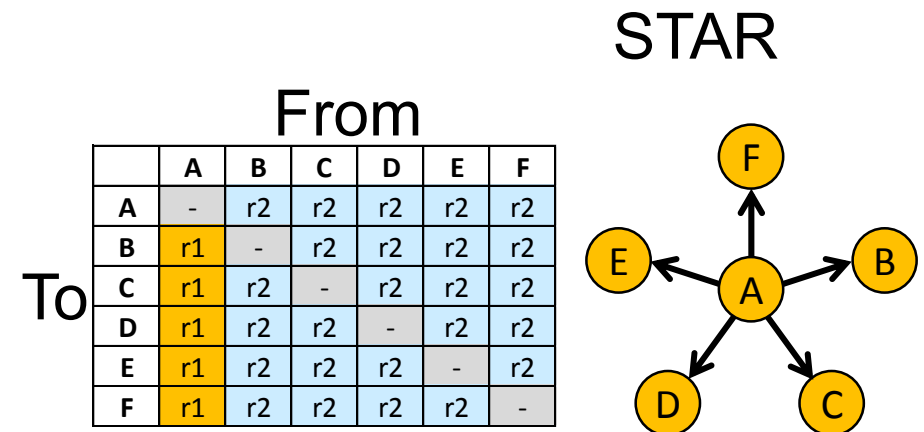 STAR
From
A B C D E F
A - r2 r2 r2 r2 r2
B r1 - r2 r2 r2 r2
To
C r1 r2 - r2 r2 r2
D r1 r2 r2 - r2 r2
E r1 r2 r2 r2 - r2
F r1 r2 r2 r2 r2 -
F
E
B
A
D
C